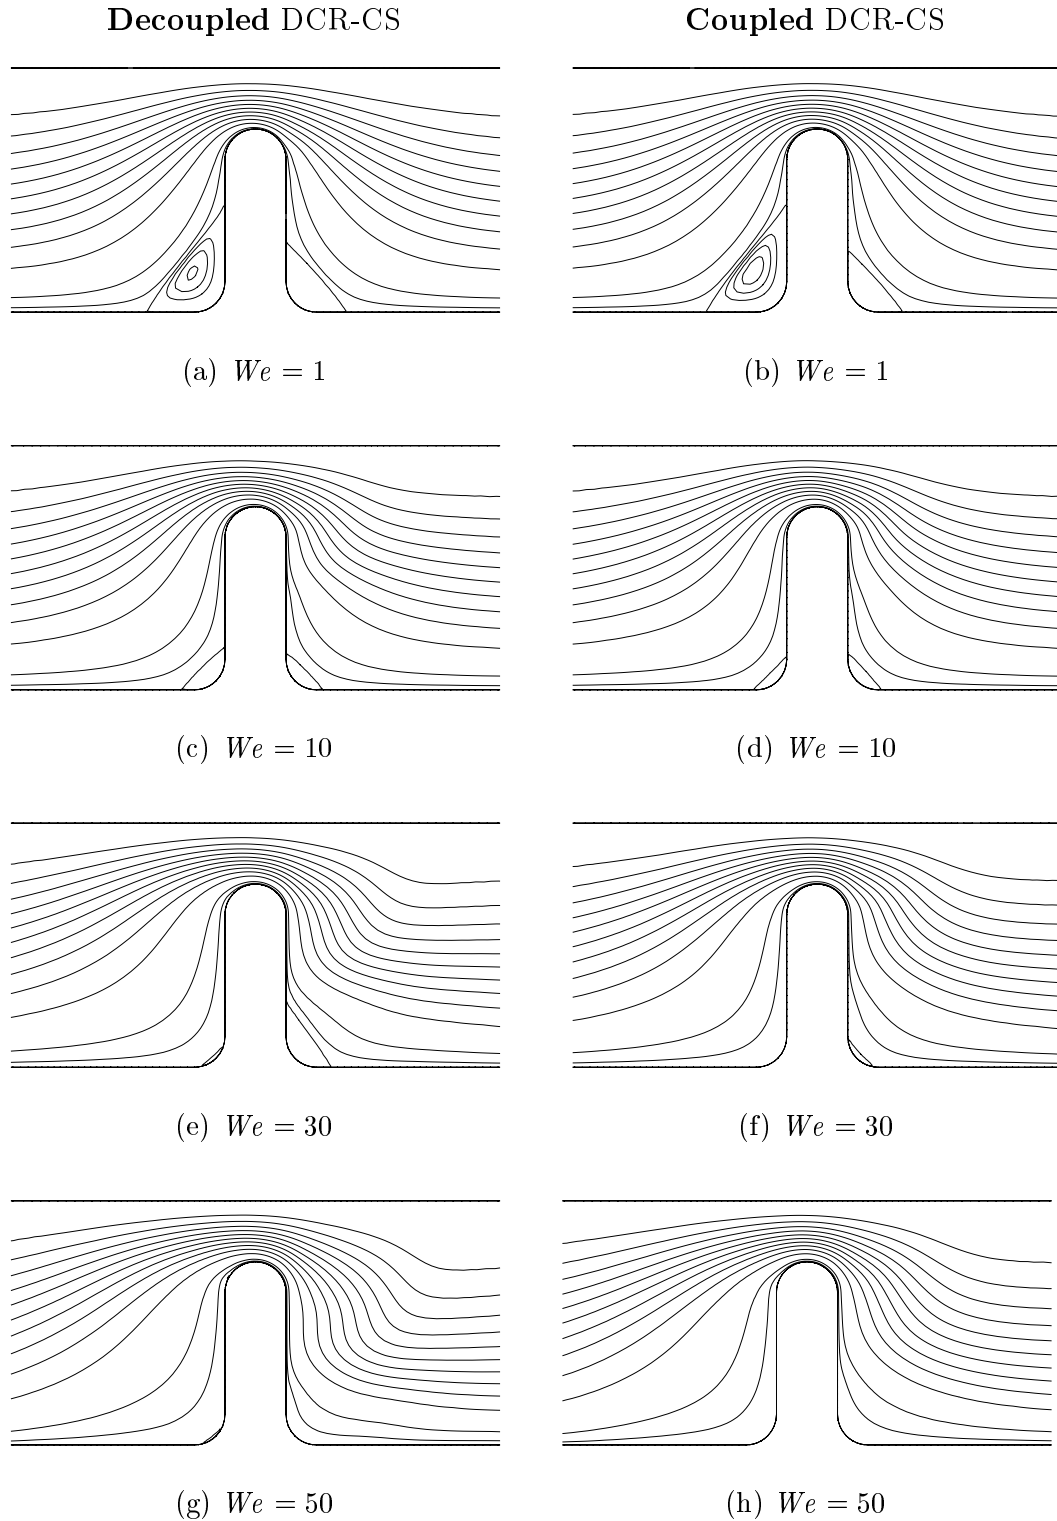 Decoupled DCR-CS
Coupled DCR-CS
(a) We = 1
(b) We = 1
(c) We = 10
(d) We = 10
(e) We = 30
(f) We = 30
(g) We = 50
(h) We = 50